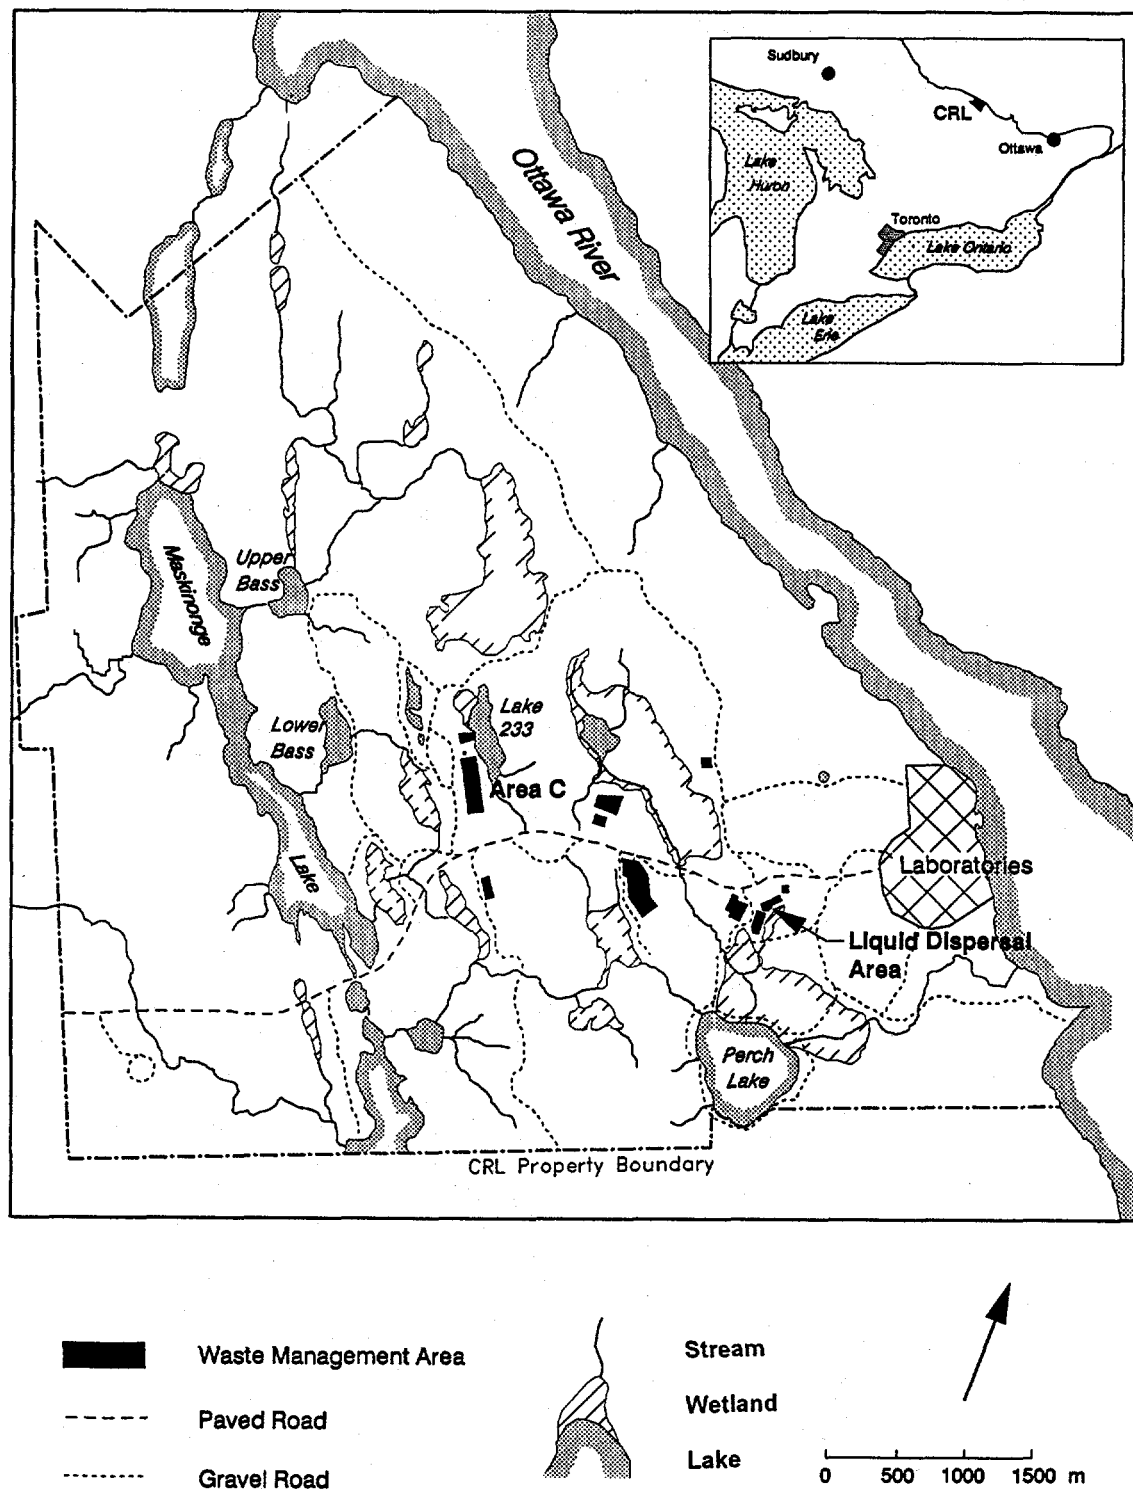 Sudbury
CRL
Ottawa
Lake
Huron
Toronto
Lake Ontario
Lake
Erie
Ottawa River
Maskinonge
Upper
Bass
Lower
Bass
Lake
233
Area C
Lake
Laboratories
Liquid Dispersal
Area
Perch
Lake
CRL Property Boundary
Waste Management Area
Paved Road
Gravel Road
Stream
Wetland
Lake
0 500 1000 1500 m